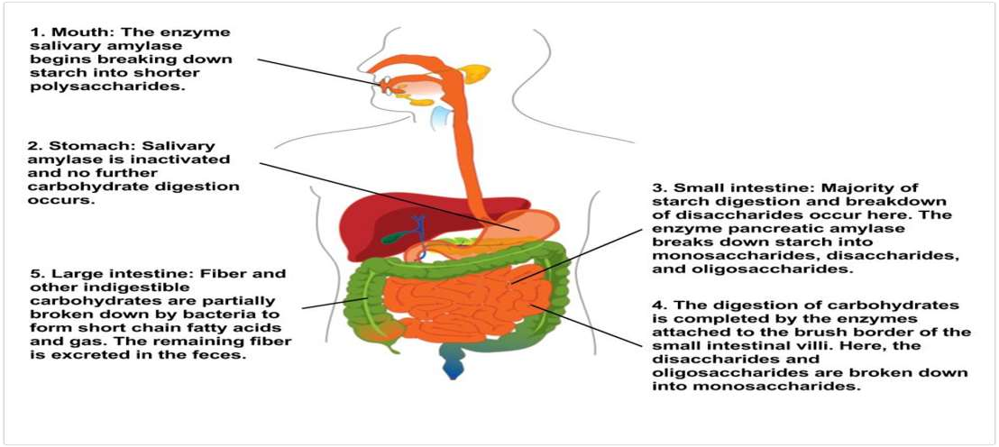 1. Mouth: The enzyme
salivary amylase
begins breaking down
starch into shorter
polysaccharides.
2. Stomach: Salivary
amylase is inactivated
and no further
carbohydrate digestion
occurs.
3. Small intestine: Majority of
starch digestion and breakdown
of disaccharides occur here. The
enzyme pancreatic amylase
breaks down starch into
monosaccharides, disaccharides,
and oligosaccharides.
4. The digestion of carbohydrates
is completed by the enzymes
attached to the brush border of the
small intestinal villi. Here, the
disaccharides and
oligosaccharides are broken down
into monosaccharides.
5. Large intestine: Fiber and
other indigestible
carbohydrates are partially
broken down by bacteria to
form short chain fatty acids
and gas. The remaining fiber
is excreted in the feces.